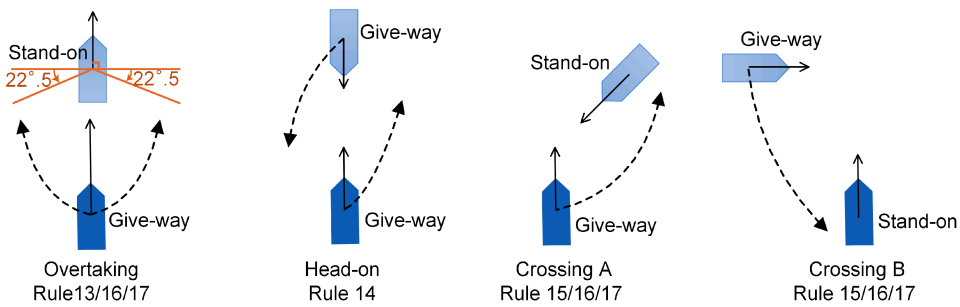 Stand-on
22°.5
22°.5
Give-way
Overtaking
Rule13/16/17
Give-way
Give-way
Head-on
Rule 14
Stand-on
Give-way
Crossing A
Rule 15/16/17
Give-way
Stand-on
Crossing B
Rule 15/16/17